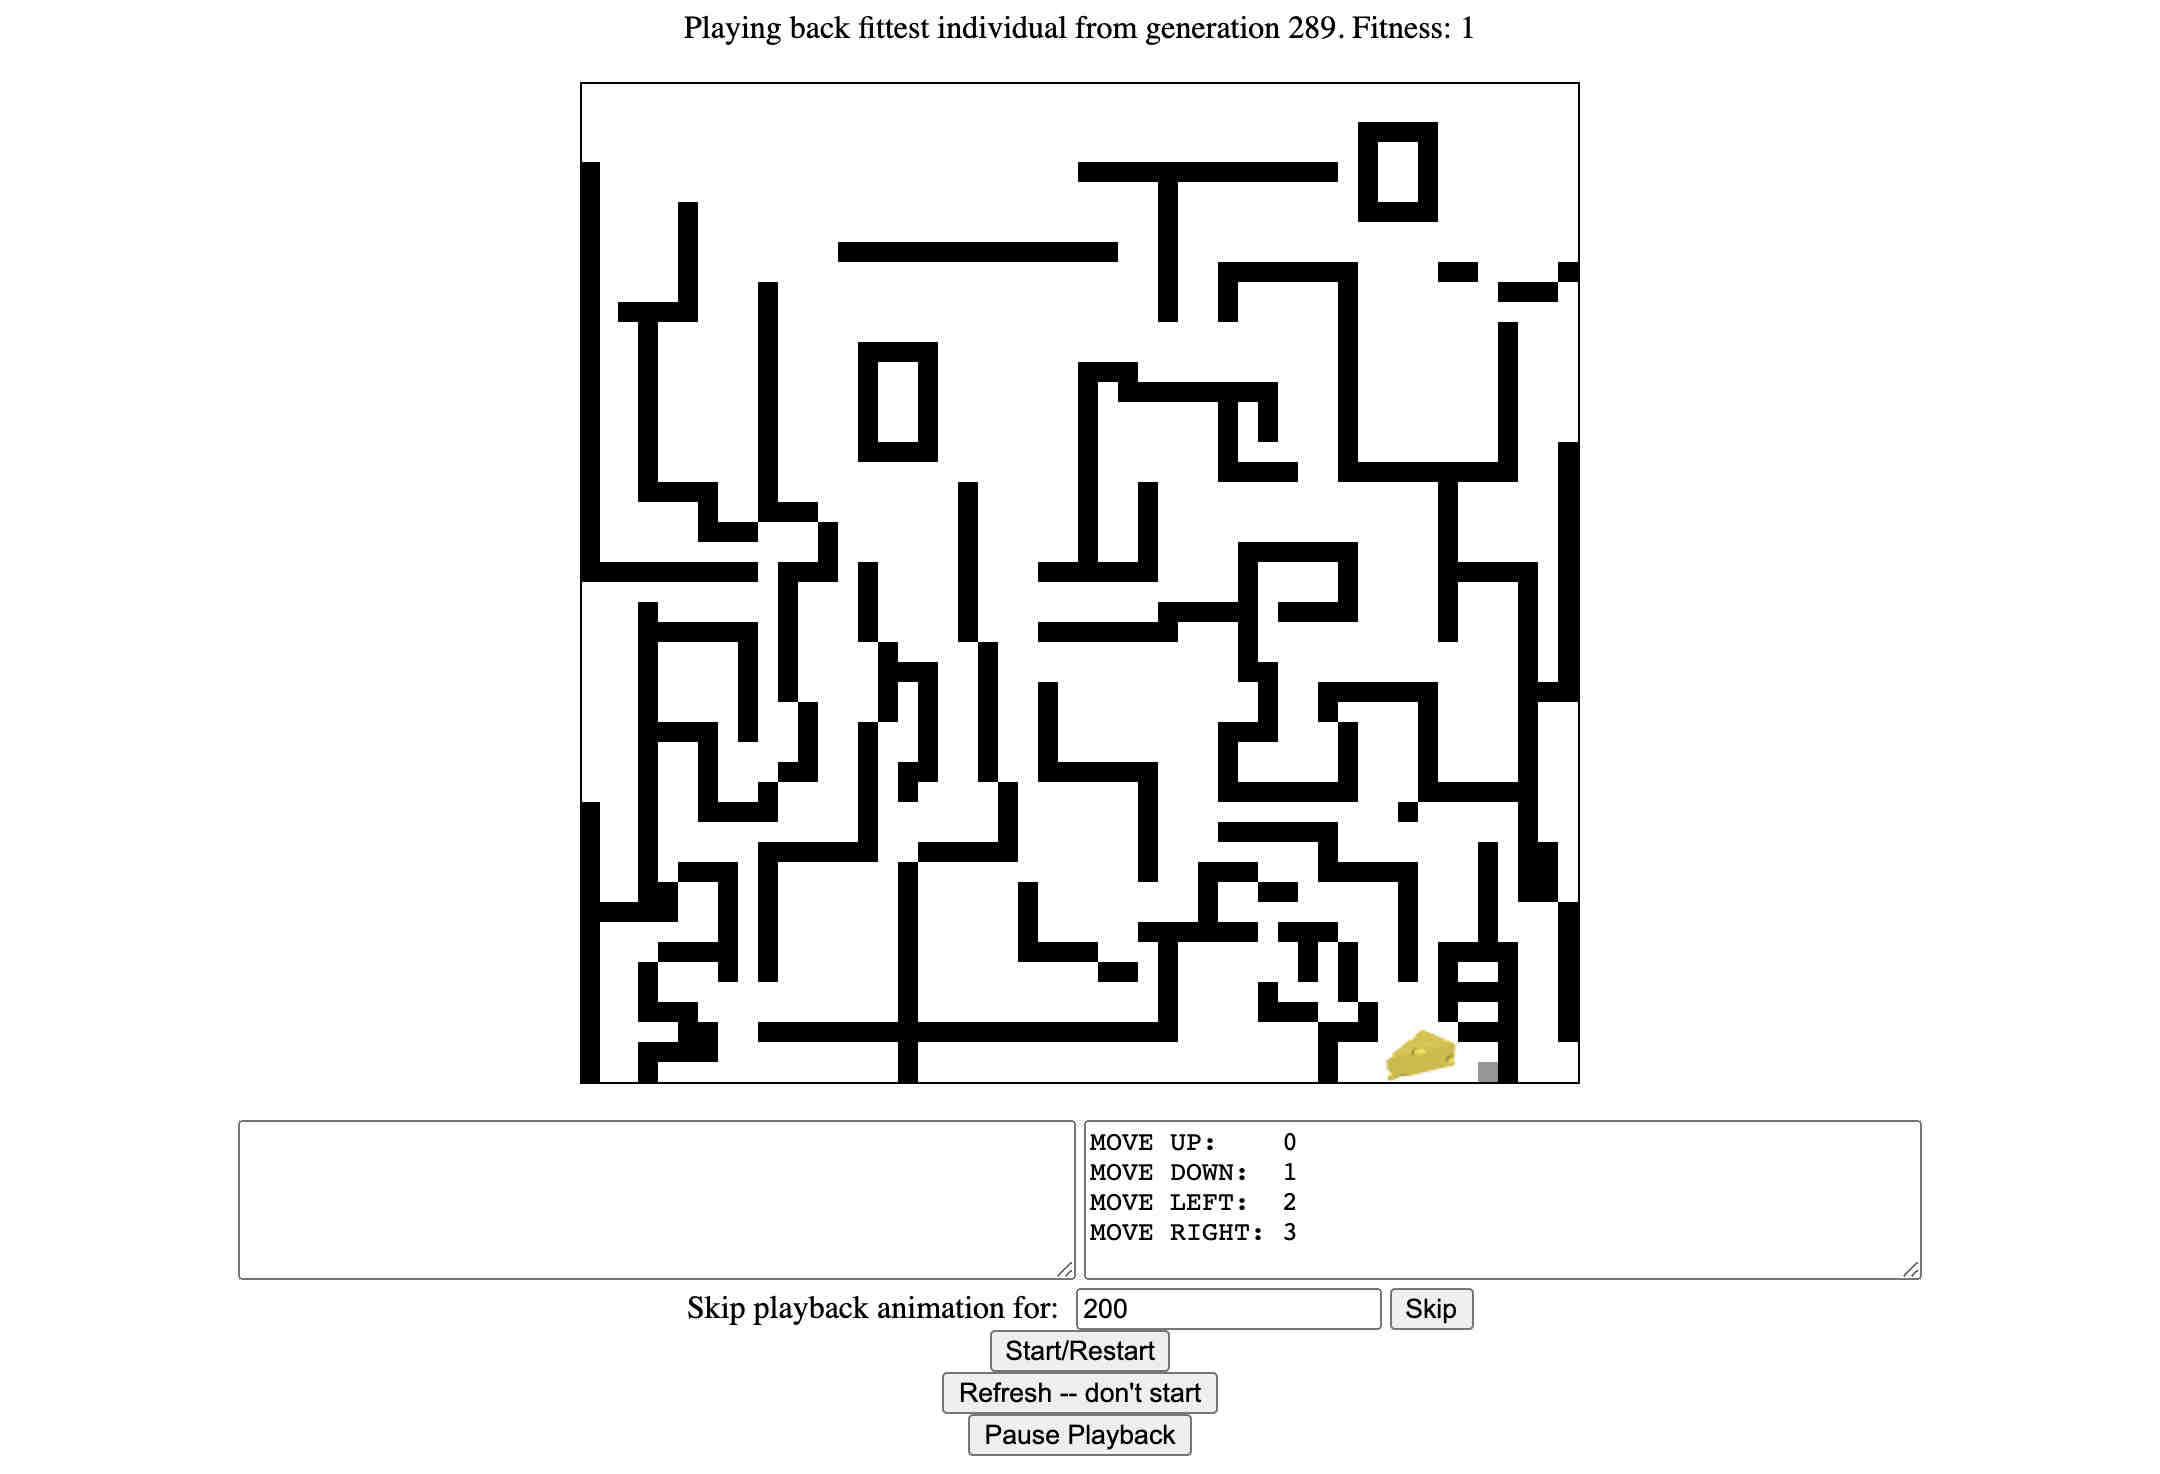 Playing back fittest individual from generation 289. Fitness: 1
MOVE UP: 0
MOVE DOWN: 1
MOVE LEFT: 2
MOVE RIGHT: 3
Skip playback animation for: 200 Skip
Start/Restart
Refresh -- don't start
Pause Playback